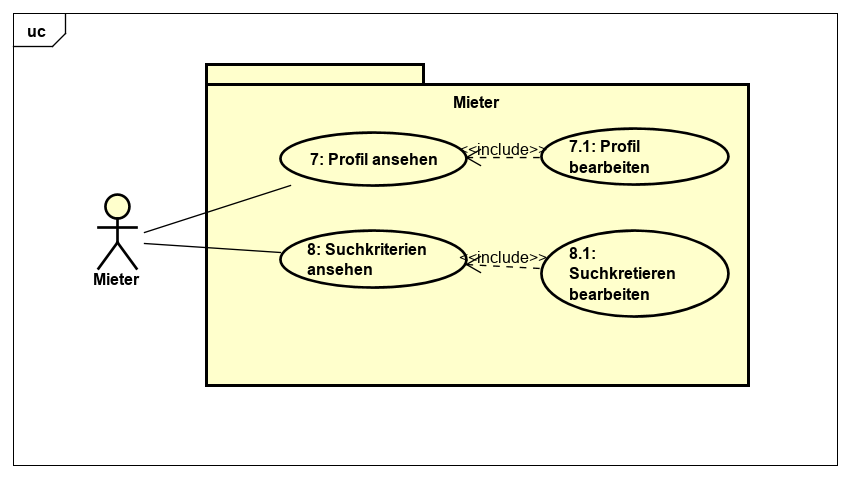 uc
Mieter
7: Profil ansehen
<<include>>
7.1: Profil
bearbeiten
8: Suchkriterien
ansehen
<<include>>
8.1:
Suchkretieren
bearbeiten
Mieter